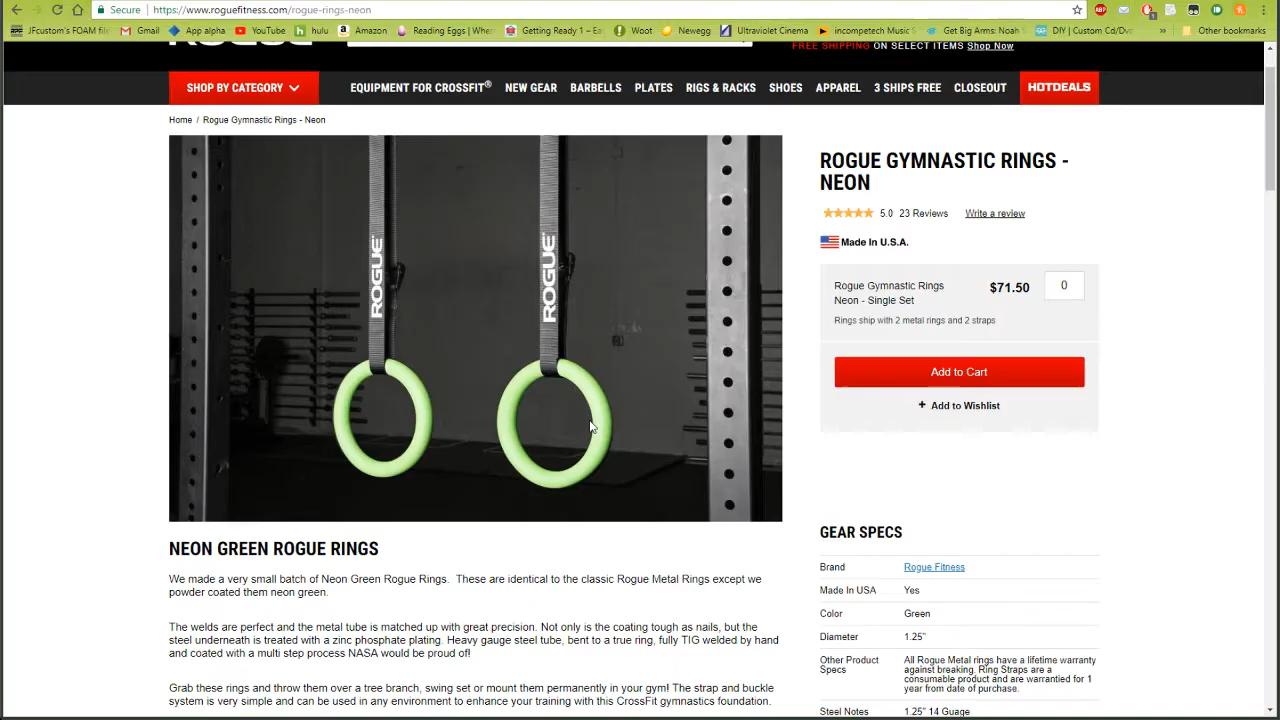 Secure https://www.roguefitness.com/rogue-rings-neon
JFcustom's FOAM file Gmail App alpha YouTube hulu Amazon Reading Eggs | Wher Getting Ready 1 – Ea Woot Newegg Ultraviolet Cinema incompetech Music Get Big Arms: Noah DIY | Custom Cd/Dvd » Other bookmarks
FREE SHIPPING ON SELECT ITEMS Shop Now
SHOP BY CATEGORY EQUIPMENT FOR CROSSFIT® NEW GEAR BARBELLS PLATES RIGS & RACKS SHOES APPAREL 3 SHIPS FREE CLOSEOUT HOTDEALS
Home / Rogue Gymnastic Rings - Neon
ROGUE
ROGUE
ROGUE GYMNASTIC RINGS -
NEON
5.0 23 Reviews Write a review
Made In U.S.A.
Rogue Gymnastic Rings
Neon - Single Set
$71.50 0
Rings ship with 2 metal rings and 2 straps
Add to Cart
+ Add to Wishlist
NEON GREEN ROGUE RINGS
We made a very small batch of Neon Green Rogue Rings. These are identical to the classic Rogue Metal Rings except we
powder coated them neon green.
The welds are perfect and the metal tube is matched up with great precision. Not only is the coating tough as nails, but the
steel underneath is treated with a zinc phosphate plating. Heavy gauge steel tube, bent to a true ring, fully TIG welded by hand
and coated with a multi step process NASA would be proud of!
Grab these rings and throw them over a tree branch, swing set or mount them permanently in your gym! The strap and buckle
system is very simple and can be used in any environment to enhance your training with this CrossFit gymnastics foundation.
GEAR SPECS
Brand Rogue Fitness
Made In USA Yes
Color Green
Diameter 1.25"
Other Product
Specs
All Rogue Metal rings have a lifetime warranty
against breaking. Ring Straps are a
consumable product and are warrantied for 1
year from date of purchase.
Steel Notes 1.25" 14 Guage